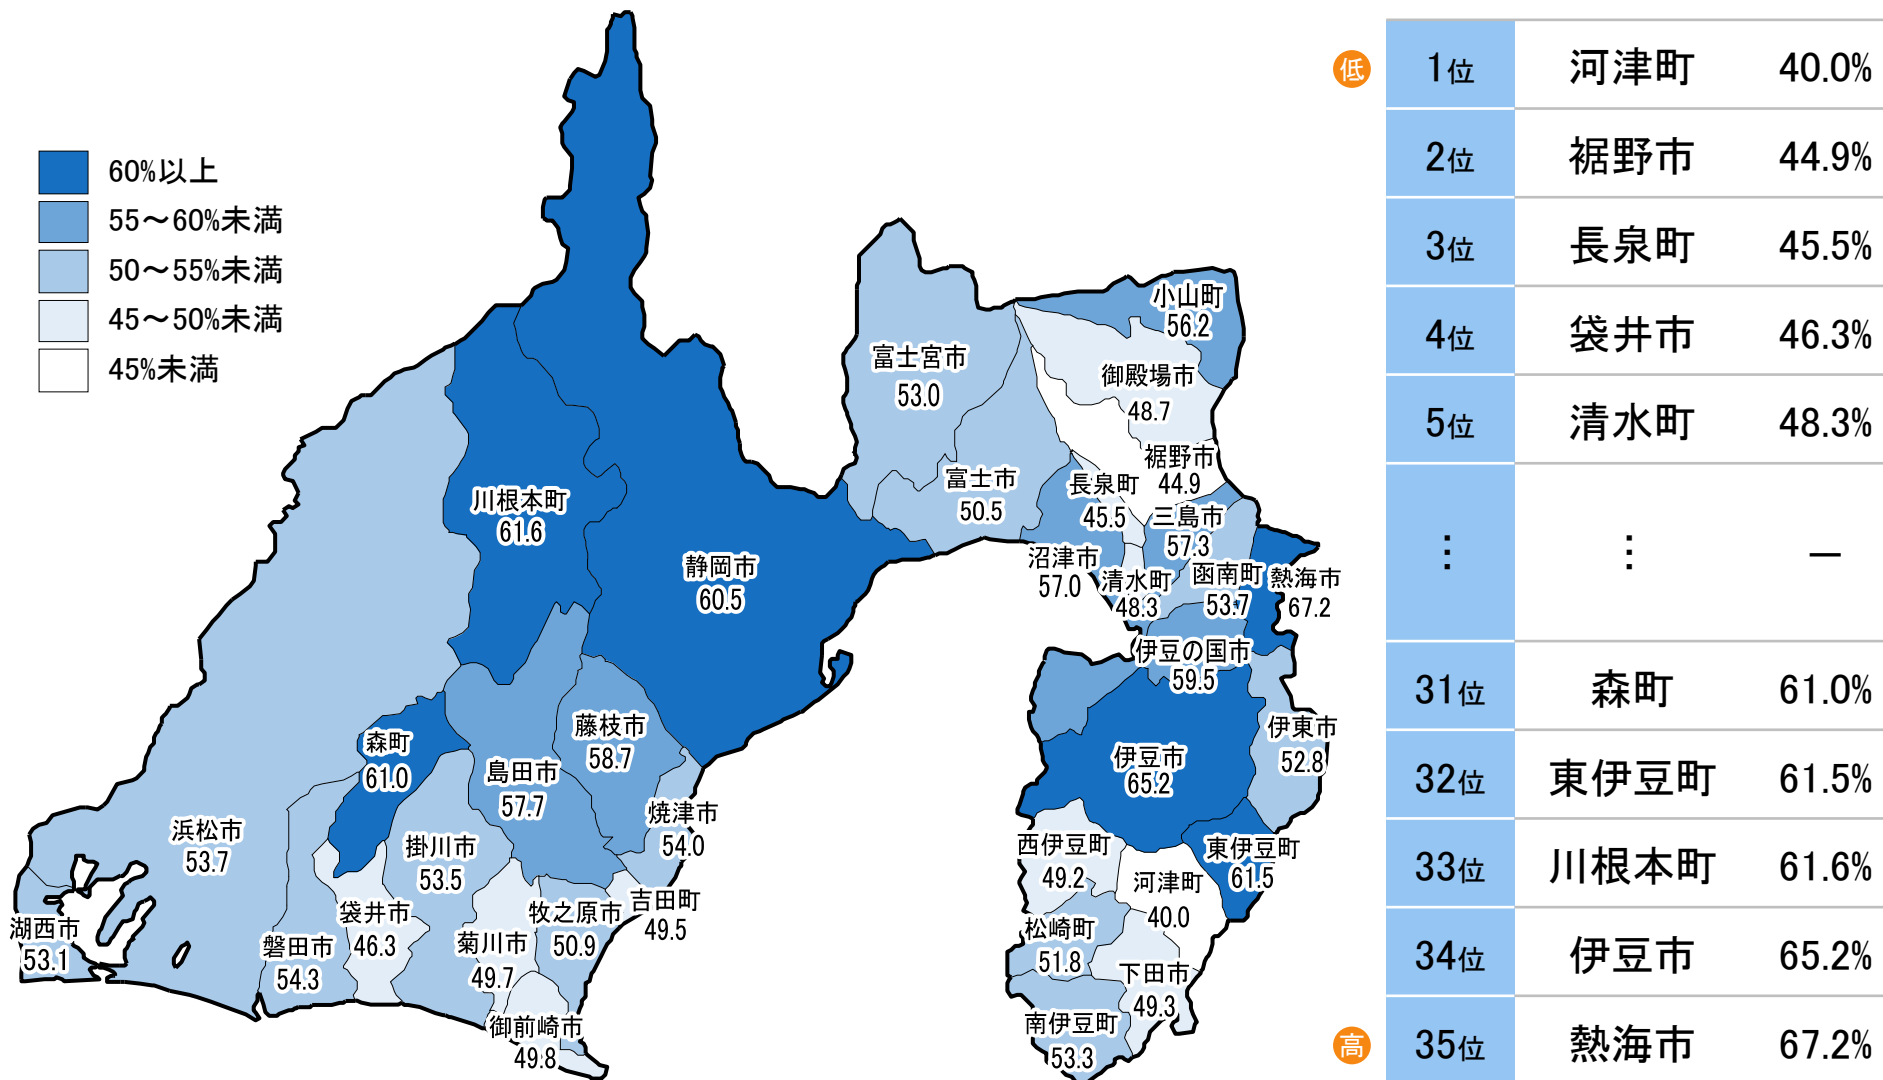 60%以上
55～60%未満
50～55%未満
45～50%未満
45%未満
小山町
56.2
富士宮市
53.0
御殿場市
48.7
裾野市
44.9
富士市
50.5
長泉町
45.5
三島市
57.3
川根本町
61.6
静岡市
60.5
沼津市
57.0
清水町
48.3
函南町
53.7
熱海市
67.2
伊豆の国市
59.5
伊東市
52.8
伊豆市
65.2
藤枝市
58.7
森町
61.0
島田市
57.7
焼津市
54.0
浜松市
53.7
掛川市
53.5
西伊豆町
49.2
東伊豆町
61.5
河津町
40.0
吉田町
49.5
牧之原市
50.9
袋井市
46.3
菊川市
49.7
湖西市
53.1
磐田市
54.3
松崎町
51.8
下田市
49.3
御前崎市
49.8
南伊豆町
53.3
低 1位 河津町 40.0%
2位 裾野市 44.9%
3位 長泉町 45.5%
4位 袋井市 46.3%
5位 清水町 48.3%
⋮ ⋮ －
31位 森町 61.0%
32位 東伊豆町 61.5%
33位 川根本町 61.6%
34位 伊豆市 65.2%
高 35位 熱海市 67.2%